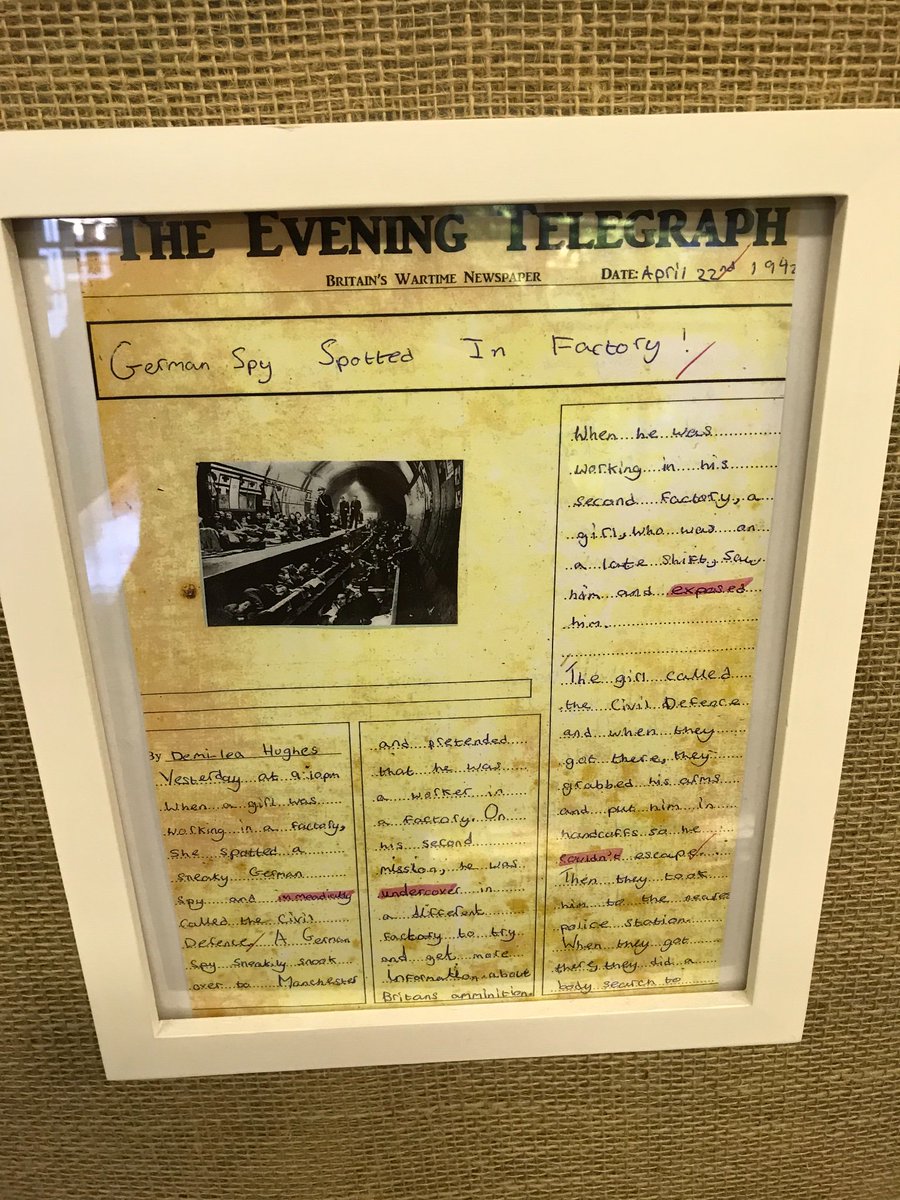 THE EVENING TELEGRAPH
BRITAIN'S WARTIME NEWSPAPER
DATE: April 22nd 1942
German Spy Spotted In Factory!
By Demi-lea Hughes
Yesterday at 9:10pm
When a girl was
working in a factory,
she spotted a
sneaky German
Spy and immeadiatly
called the Civil
Defence. A German
Spy sneakily snook
over to Manchester
and pretended
that he was
a worker in
a factory. On
his second
mission, he was
undercover in
a different
factory to try
and get more
information about
Britans amminition.
When he was
working in his
second factory, a
girl, who was on
a late shift, saw
him and exposed
him.
The girl called
the Civil Defence
and when they
got there, they
grabbed his arms
and put him in
handcuffs so he
couldn't escape.
Then they took
him to the neares
police station.
When they got
there, they did a
body search to